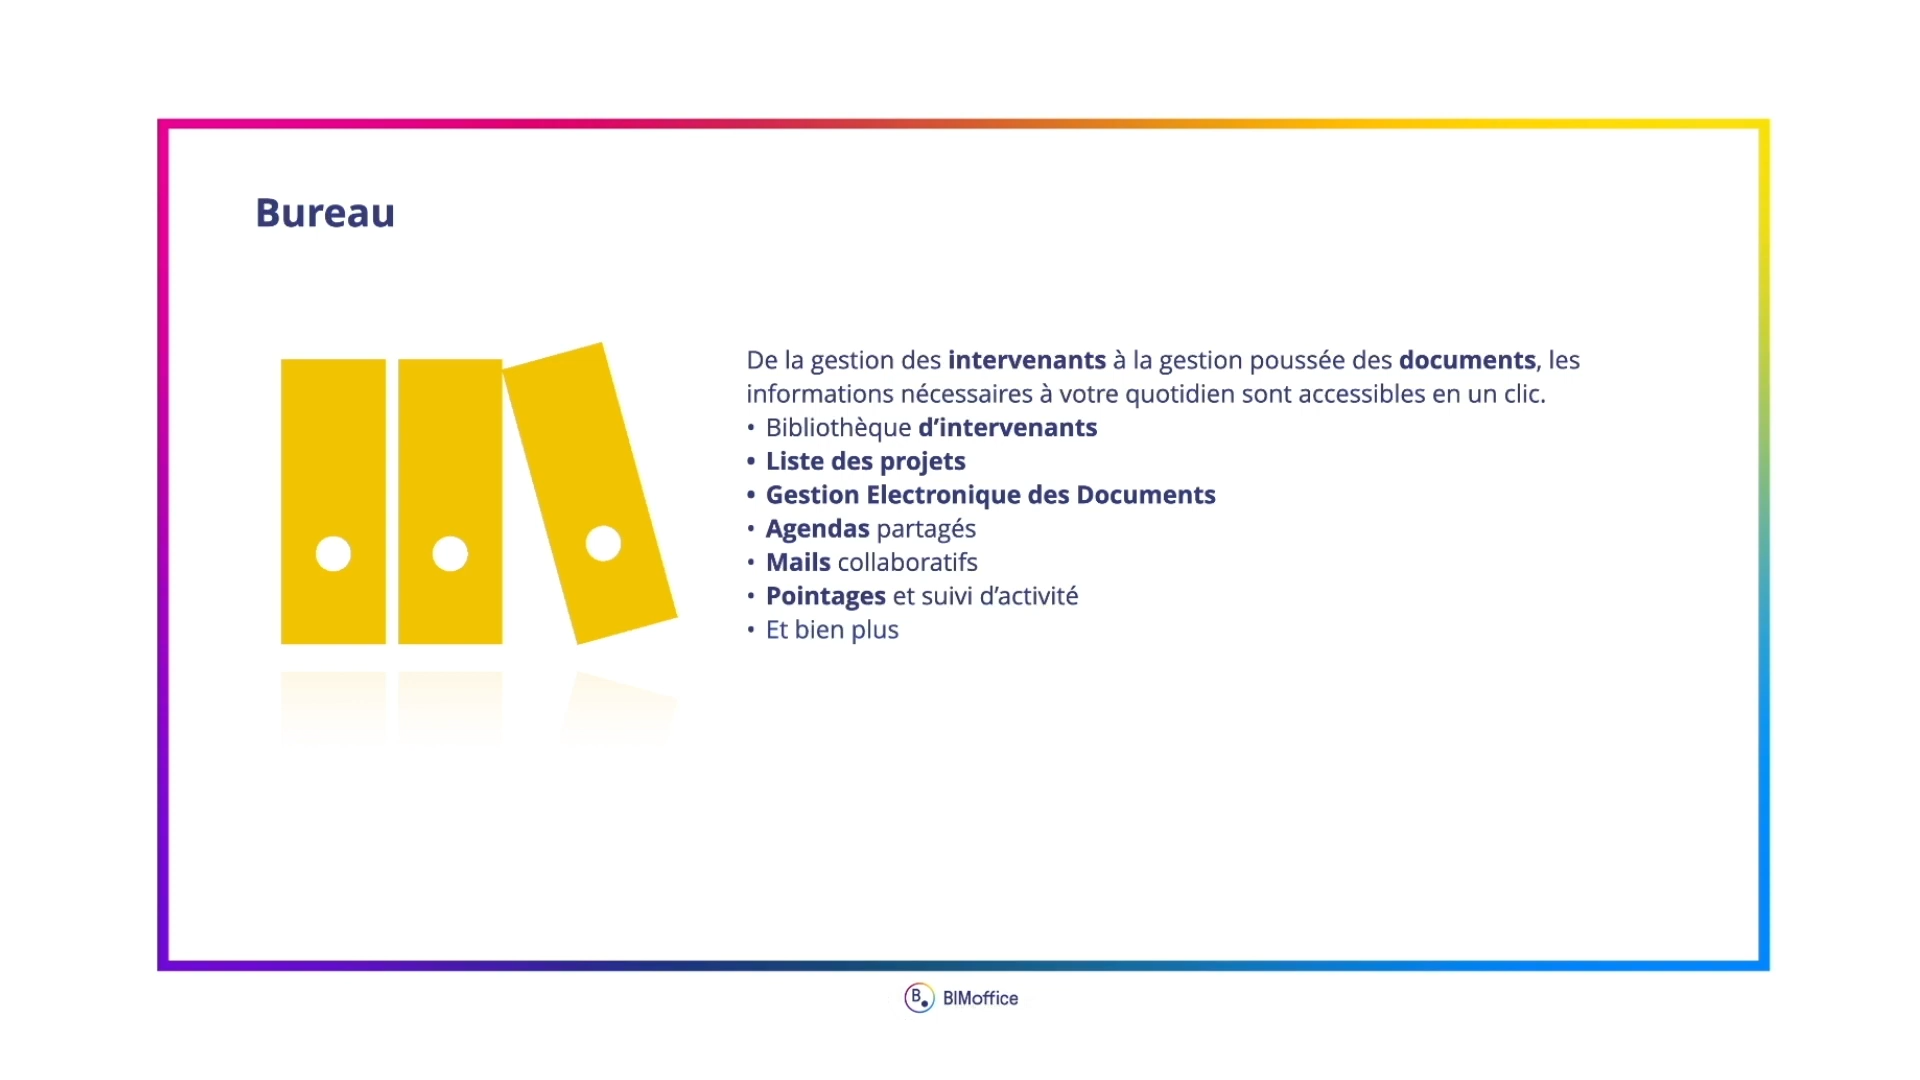 Bureau
De la gestion des intervenants à la gestion poussée des documents, les
informations nécessaires à votre quotidien sont accessibles en un clic.
• Bibliothèque d’intervenants
• Liste des projets
• Gestion Electronique des Documents
• Agendas partagés
• Mails collaboratifs
• Pointages et suivi d’activité
• Et bien plus
B. BIMoffice